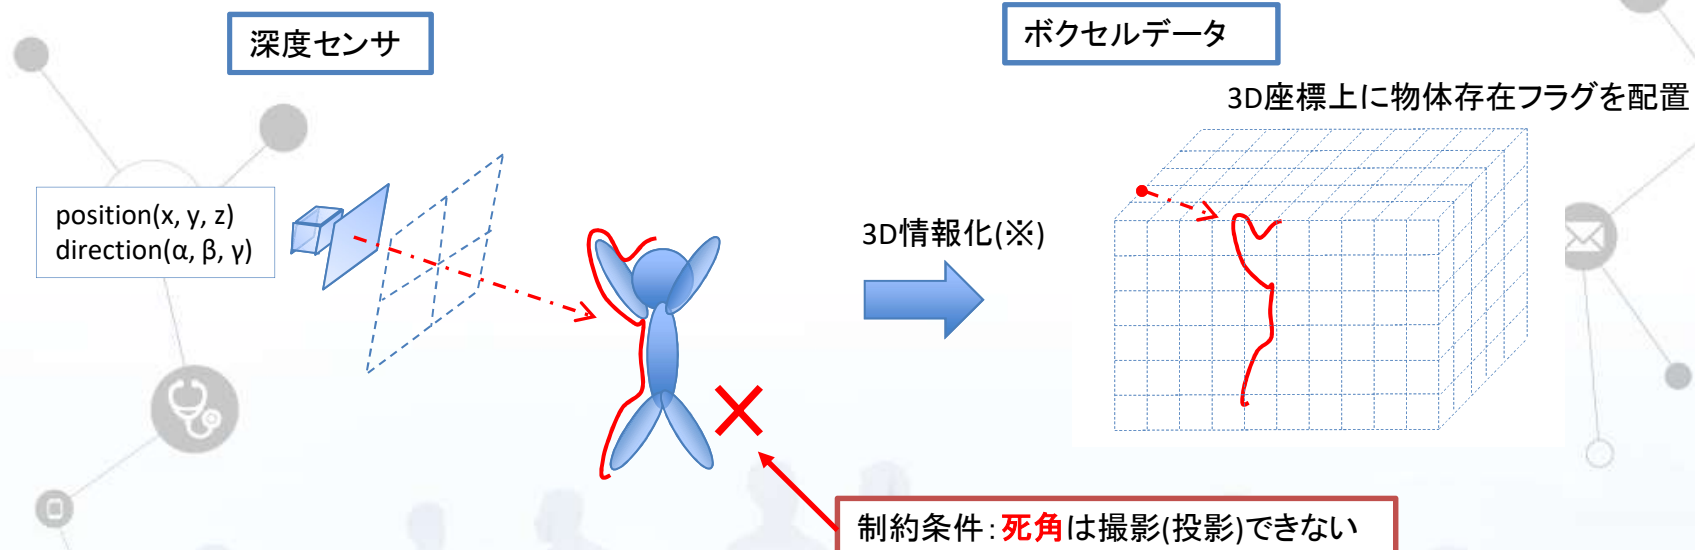 深度センサ
ボクセルデータ
3D座標上に物体存在フラグを配置
position(x, y, z)
direction(α, β, γ)
3D情報化(※)
制約条件:死角は撮影(投影)できない